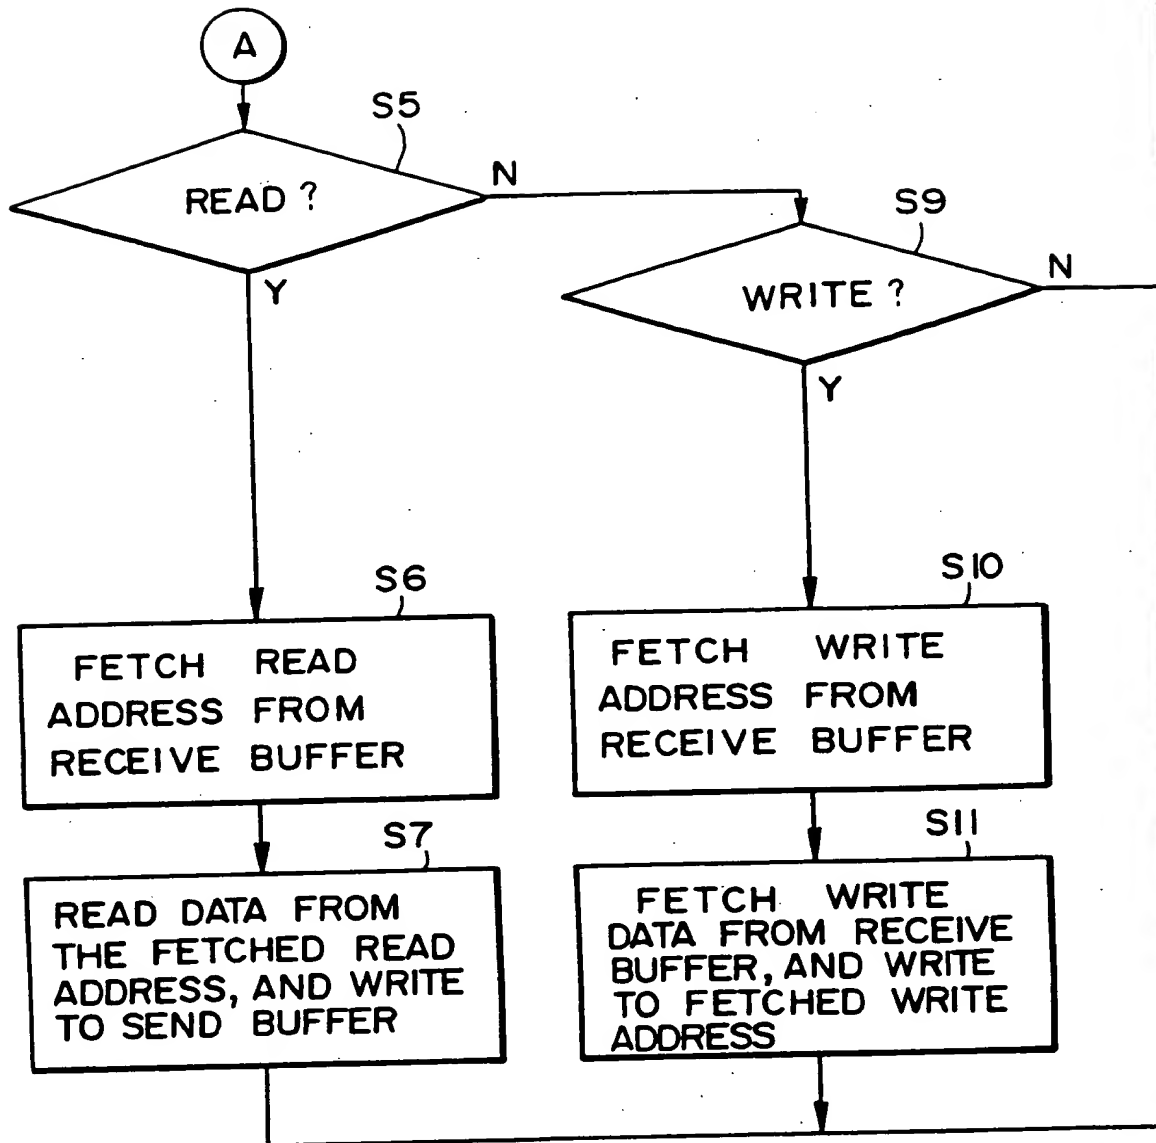 A
S5
READ ?
N
Y
S9
WRITE ?
N
Y
S6
FETCH READ
ADDRESS FROM
RECEIVE BUFFER
S10
FETCH WRITE
ADDRESS FROM
RECEIVE BUFFER
S7
READ DATA FROM
THE FETCHED READ
ADDRESS, AND WRITE
TO SEND BUFFER
S11
FETCH WRITE
DATA FROM RECEIVE
BUFFER, AND WRITE
TO FETCHED WRITE
ADDRESS